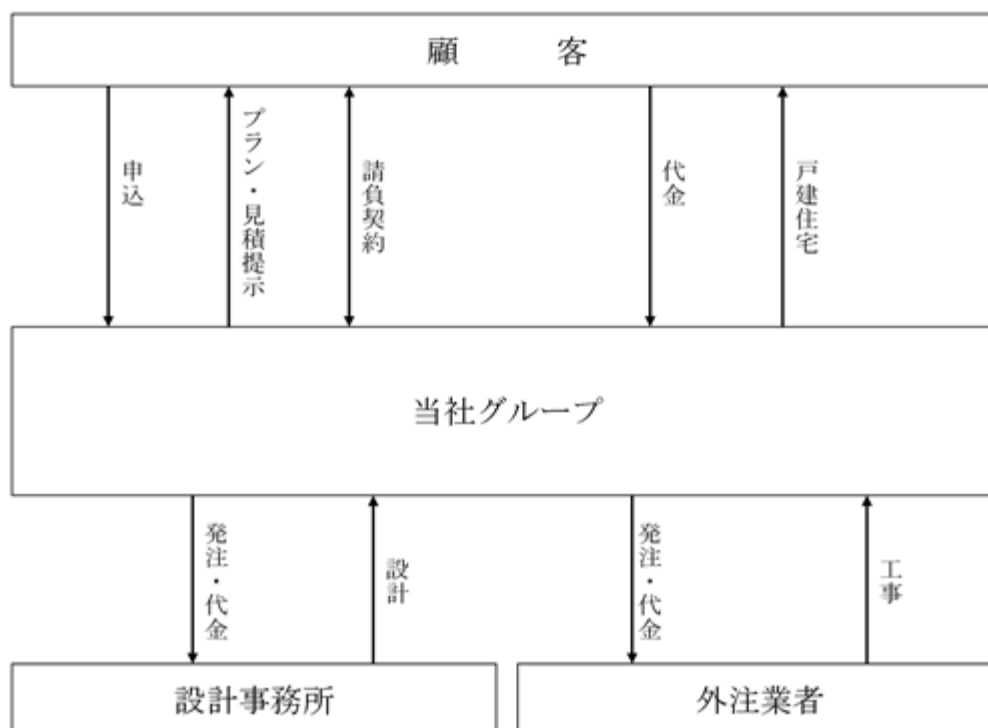 顧客
申込
プラン・見積提示
請負契約
代金
戸建住宅
当社グループ
発注・代金
設計
発注・代金
工事
設計事務所
外注業者